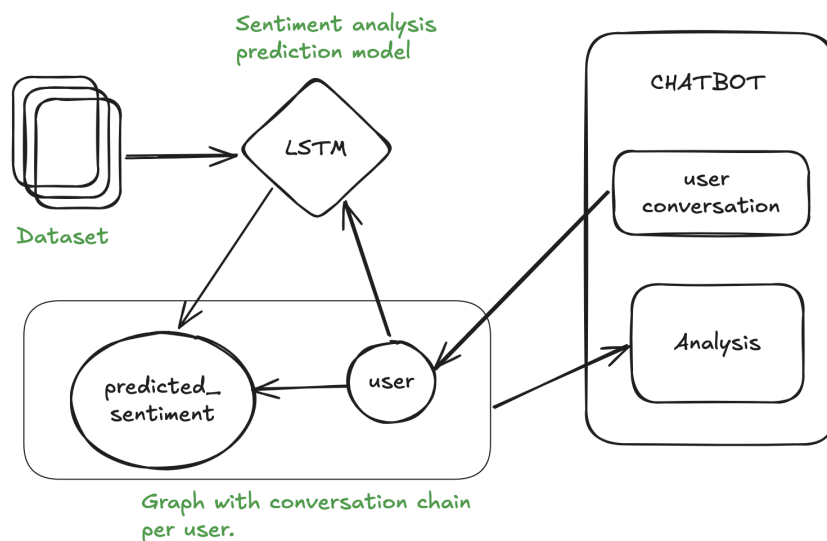 Sentiment analysis
prediction model
CHATBOT
LSTM
user
conversation
Dataset
Analysis
predicted_
sentiment
user
Graph with conversation chain
per user.